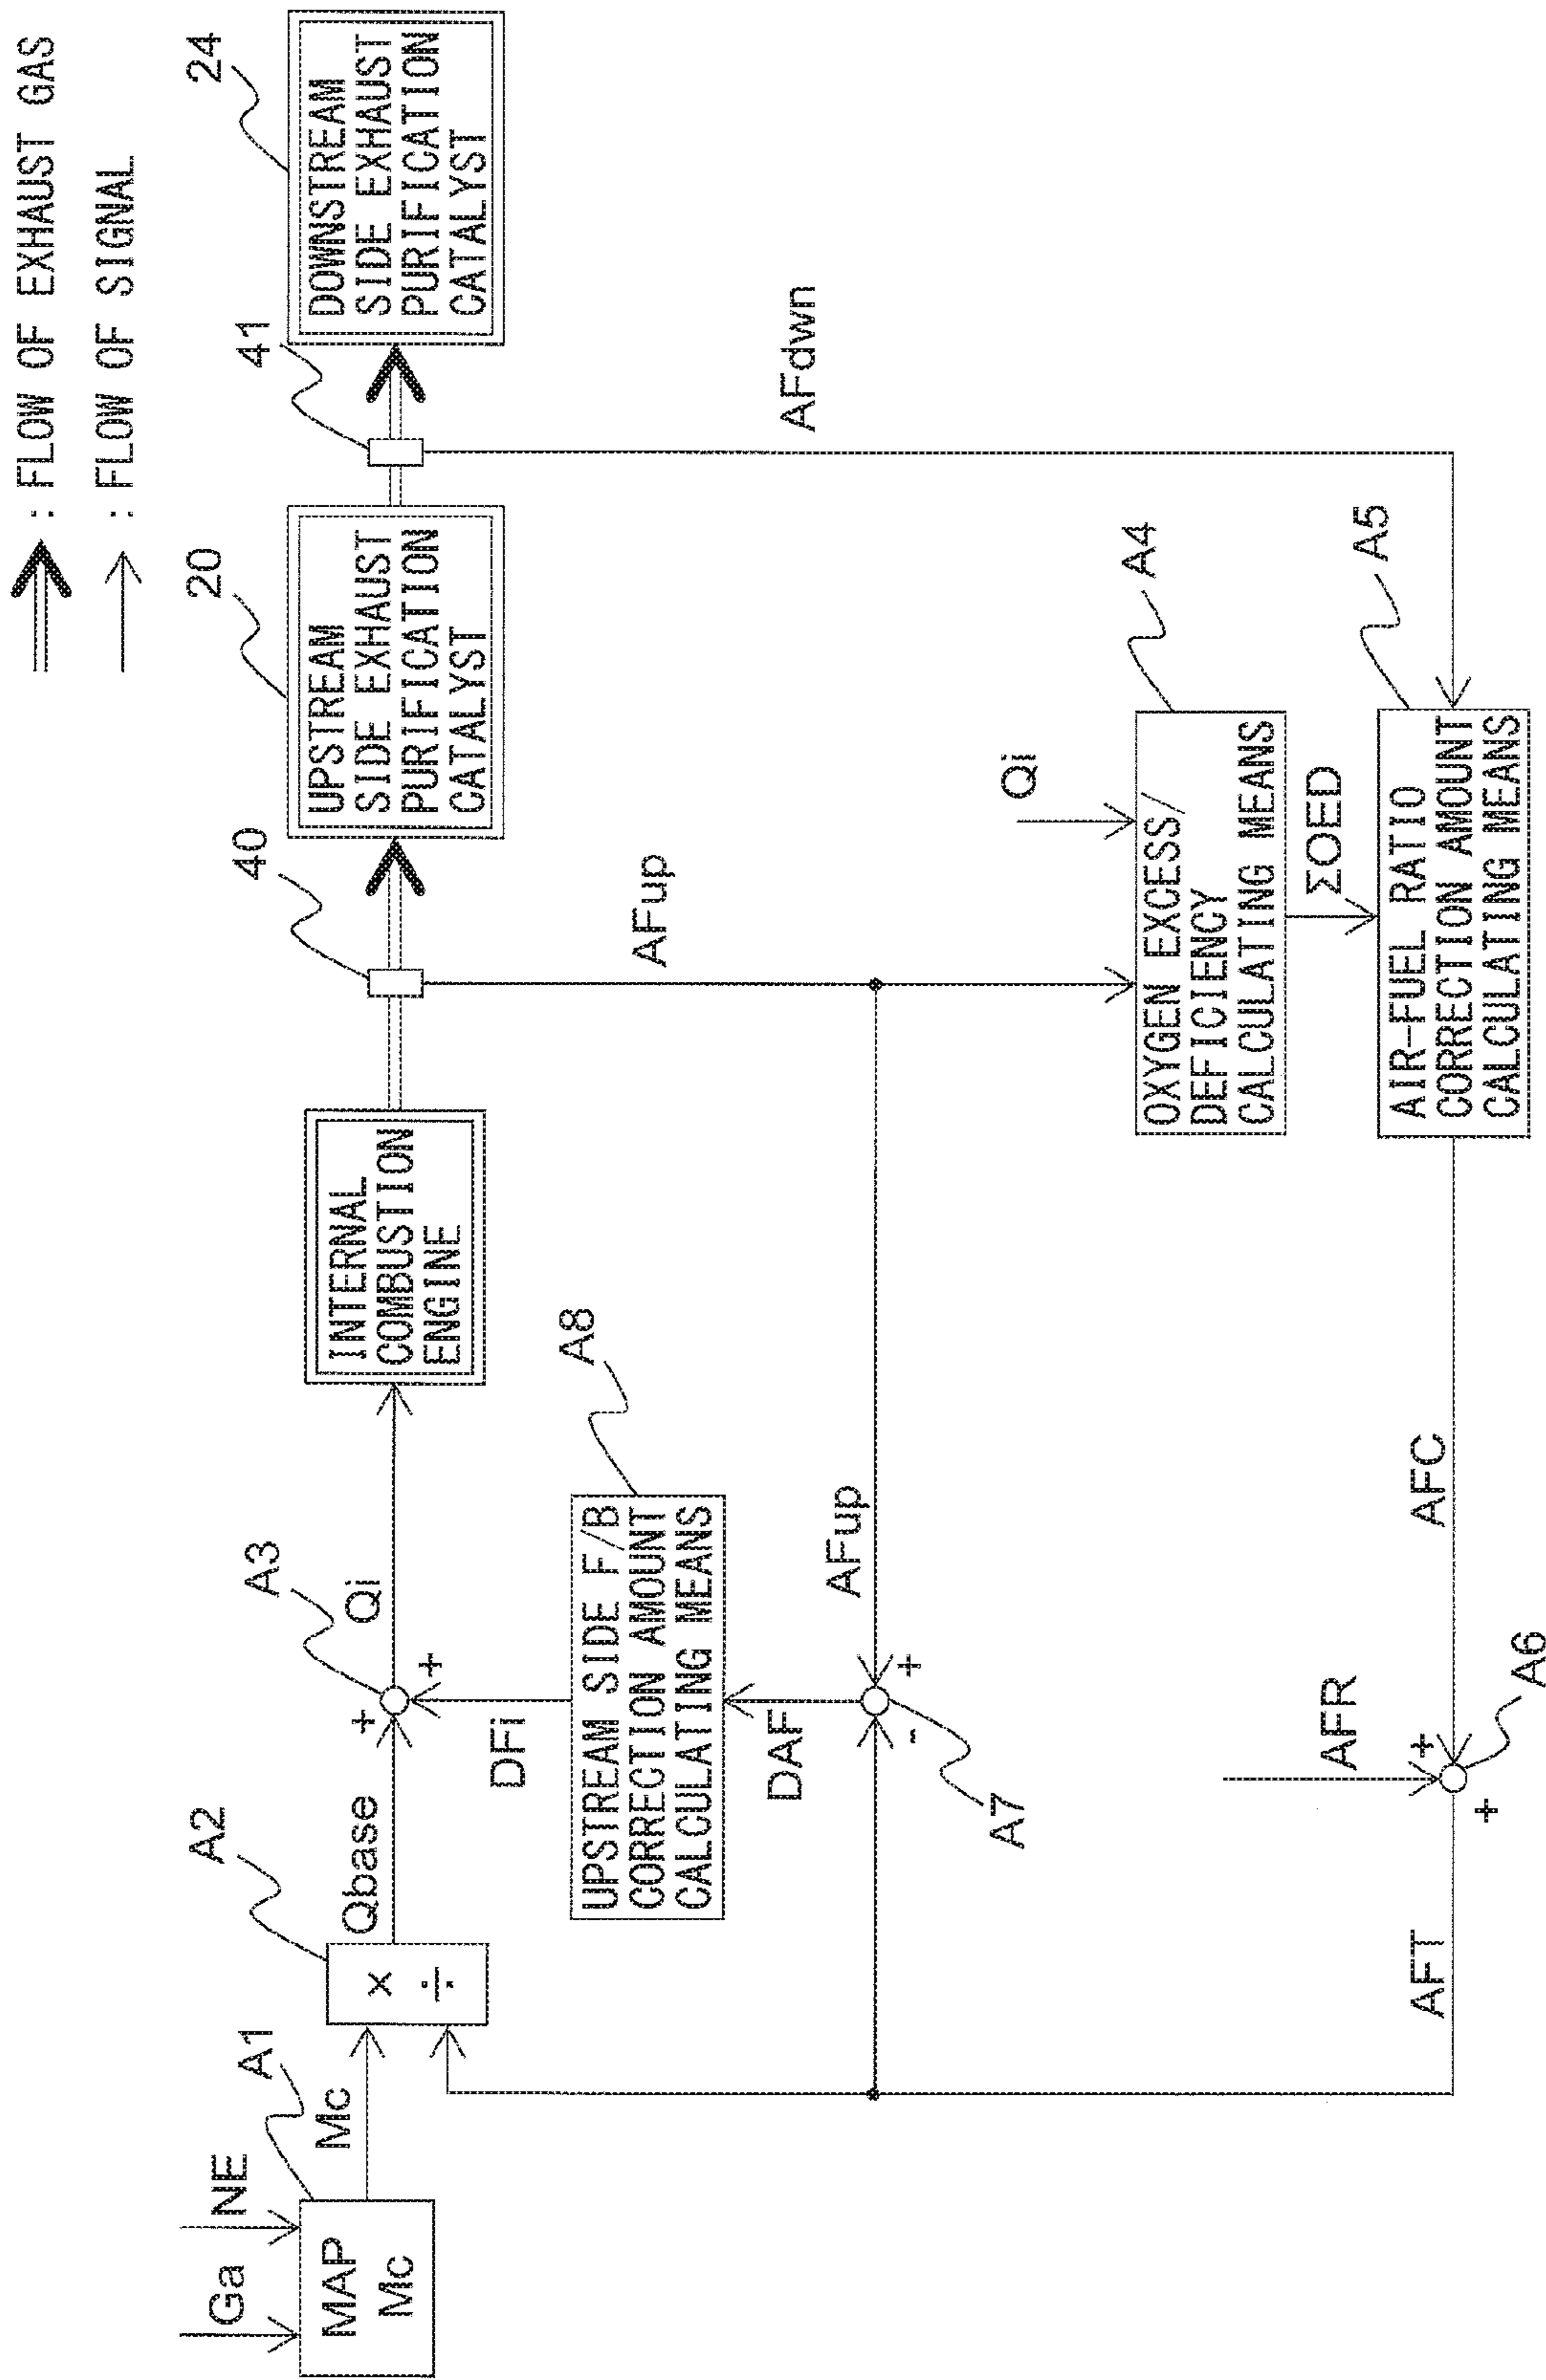 : FLOW OF EXHAUST GAS
: FLOW OF SIGNAL
Ga
NE
A1
MAP
Mc
Mc
A2
×
÷
Qbase
A3
+
+
Qi
INTERNAL
COMBUSTION
ENGINE
40
20
UPSTREAM
SIDE EXHAUST
PURIFICATION
CATALYST
41
24
DOWNSTREAM
SIDE EXHAUST
PURIFICATION
CATALYST
DFi
A8
UPSTREAM SIDE F/B
CORRECTION AMOUNT
CALCULATING MEANS
AFup
AFdwn
DAF
-
+
A7
AFup
Qi
A4
OXYGEN EXCESS/
DEFICIENCY
CALCULATING MEANS
ΣOED
A5
AIR-FUEL RATIO
CORRECTION AMOUNT
CALCULATING MEANS
AFR
AFT
+
+
A6
AFC